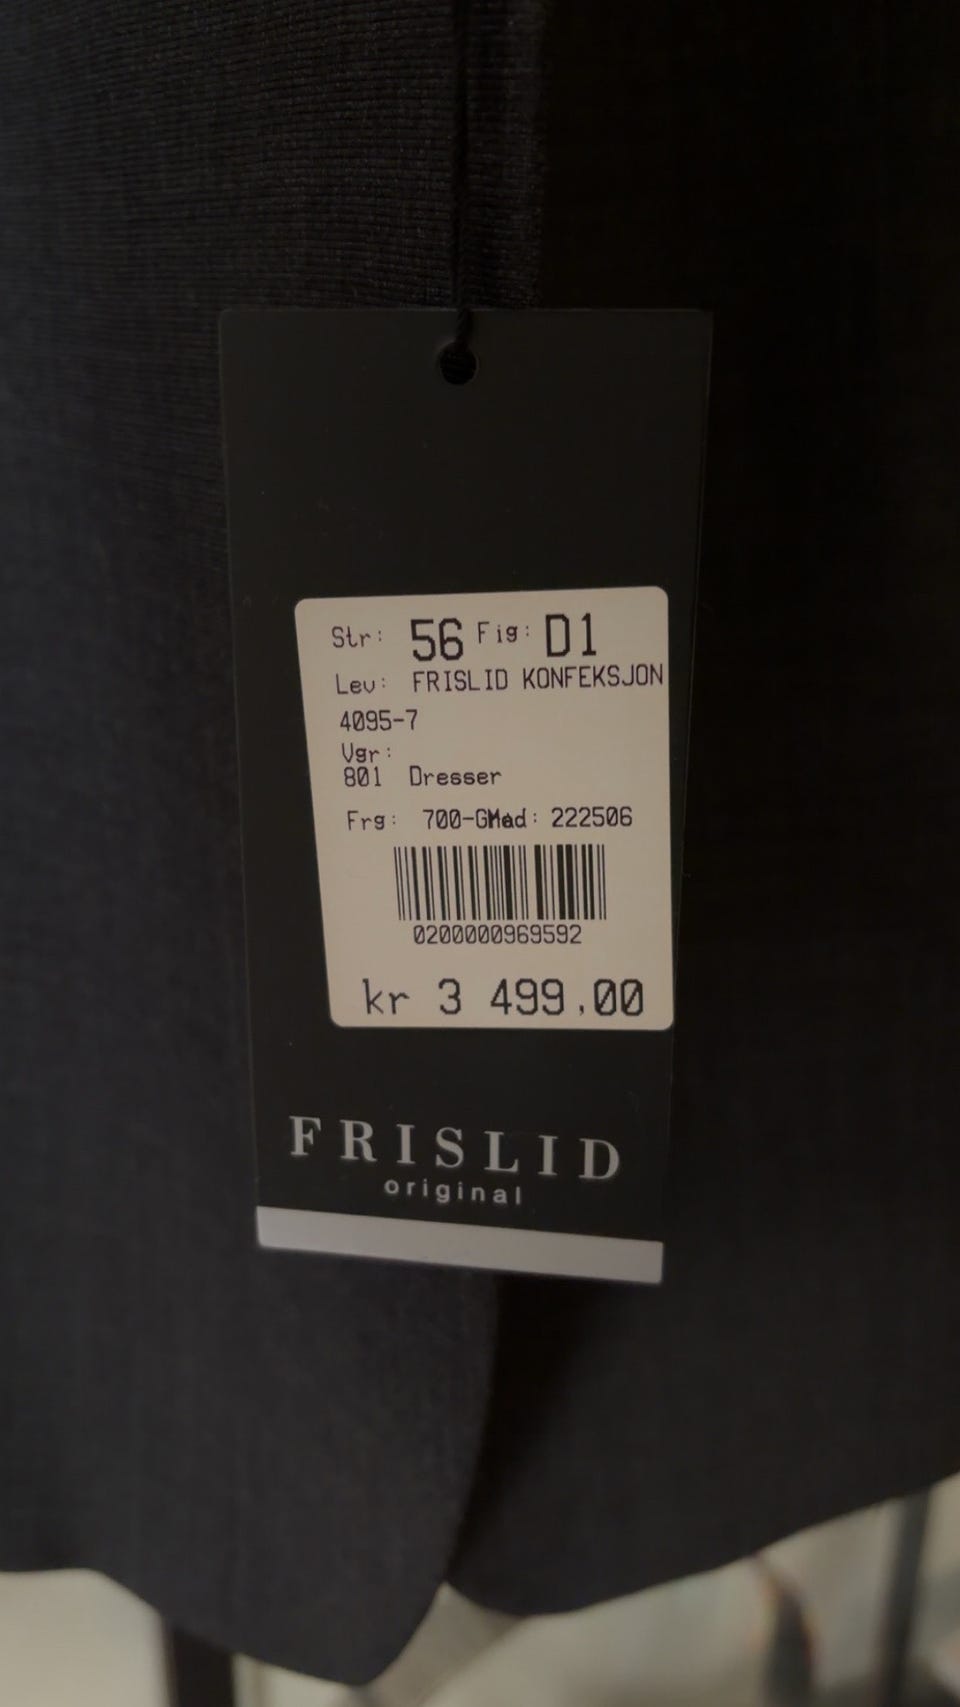 Str: 56 Fig: D1
Lev: FRISLID KONFEKSJON
4095-7
Vgr:
801 Dresser
Frg: 700-G Mod: 222506
0200000969592
kr 3 499,00
FRISLID
original